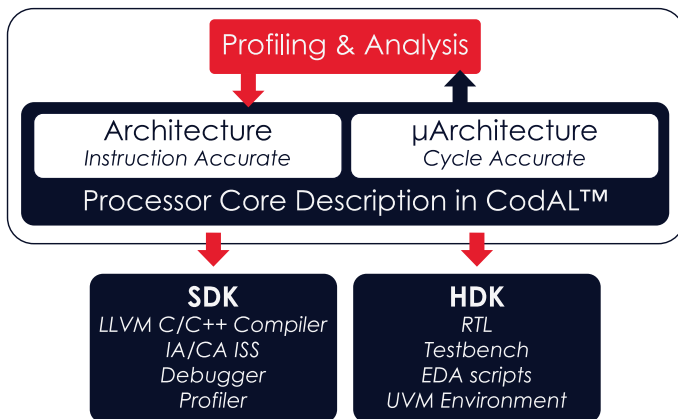 Profiling & Analysis
Architecture
Instruction Accurate
µArchitecture
Cycle Accurate
Processor Core Description in CodAL™
SDK
LLVM C/C++ Compiler
IA/CA ISS
Debugger
Profiler
HDK
RTL
Testbench
EDA scripts
UVM Environment